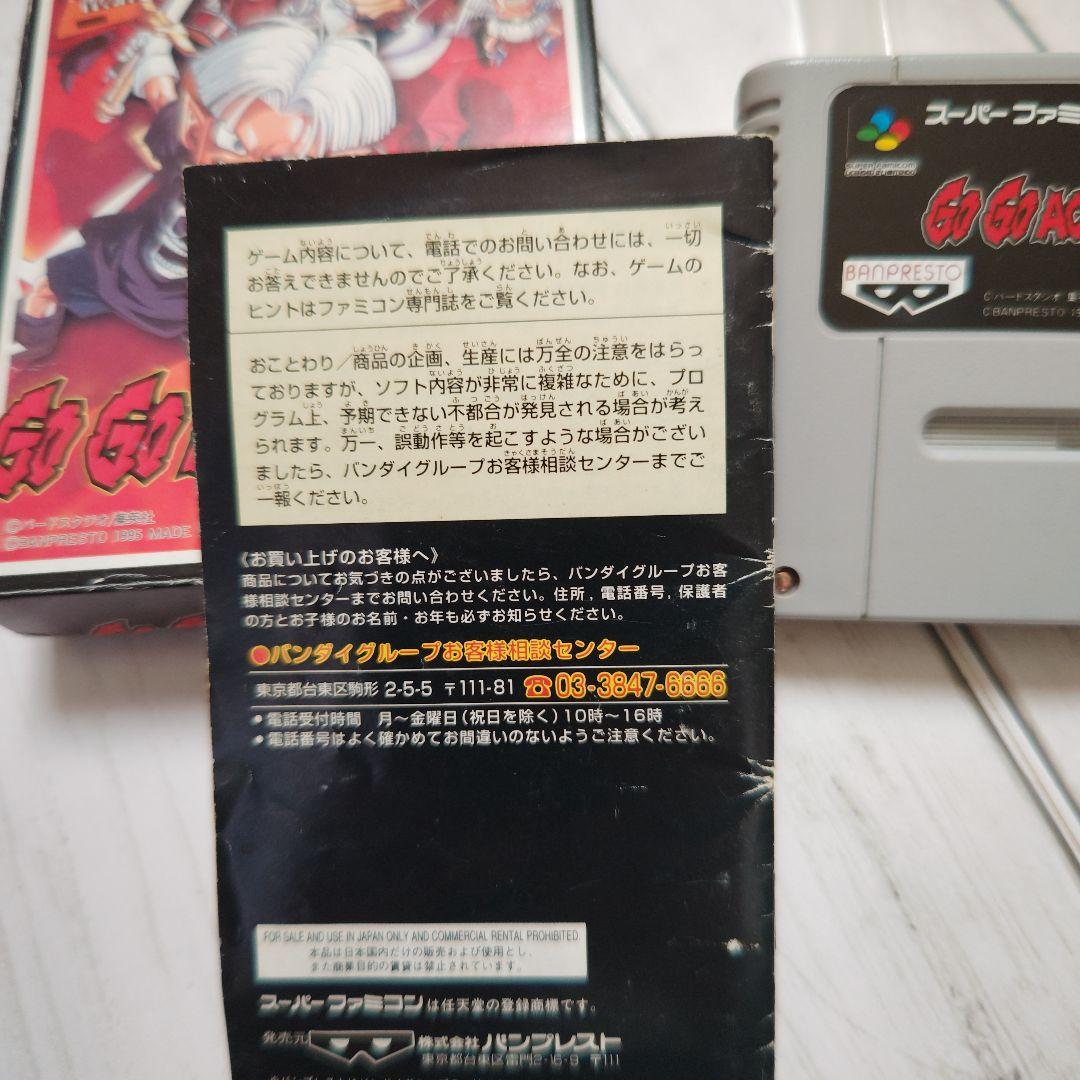 GO GO
©バードスタジオ/集英社
©BANPRESTO 1995 MADE
ゲーム内容について、電話でのお問い合わせには、一切
お答えできませんのでご了承ください。なお、ゲームの
ヒントはファミコン専門誌をご覧ください。
おことわり/商品の企画、生産には万全の注意をはらっ
ておりますが、ソフト内容が非常に複雑なために、プロ
グラム上、予期できない不都合が発見される場合が考え
られます。万一、誤動作等を起こすような場合がござい
ましたら、バンダイグループお客様相談センターまでご
一報ください。
《お買い上げのお客様へ》
商品についてお気づきの点がございましたら、バンダイグループお客
様相談センターまでお問い合わせください。住所,電話番号,保護者
の方とお子様のお名前・お年も必ずお知らせください。
●バンダイグループお客様相談センター
東京都台東区駒形 2-5-5 〒111-81 ☎03-3847-6666
●電話受付時間 月〜金曜日(祝日を除く)10時〜16時
●電話番号はよく確かめてお間違いのないようご注意ください。
FOR SALE AND USE IN JAPAN ONLY AND COMMERCIAL RENTAL PROHIBITED.
本品は日本国内だけの販売および使用とし、
また商業目的の賃貸は禁止されています。
スーパーファミコンは任天堂の登録商標です。
発売元 株式会社バンプレスト
東京都台東区雷門2-16-9 〒111
スーパーファミ
SUPER FAMICOM
GO GO AC
BANPRESTO
©バードスタジオ
©BANPRESTO